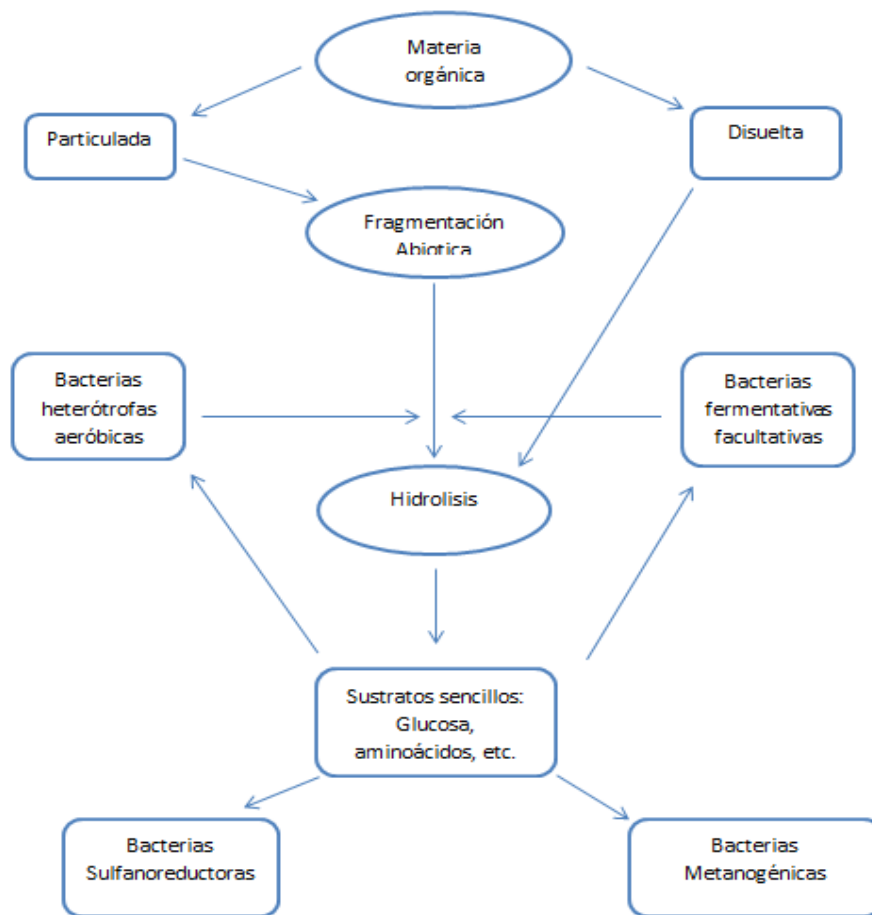 Materia
orgánica
Particulada
Disuelta
Fragmentación
Abiotica
Bacterias
heterótrofas
aeróbicas
Bacterias
fermentativas
facultativas
Hidrolisis
Sustratos sencillos:
Glucosa,
aminoácidos, etc.
Bacterias
Sulfanoreductoras
Bacterias
Metanogénicas